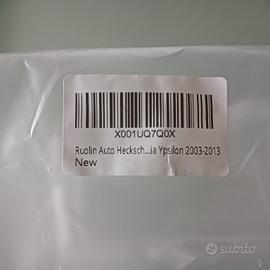 X001UQ7Q0X
Ruolin Auto Hecksch...ia Ypsilon 2003-2013
New
subito